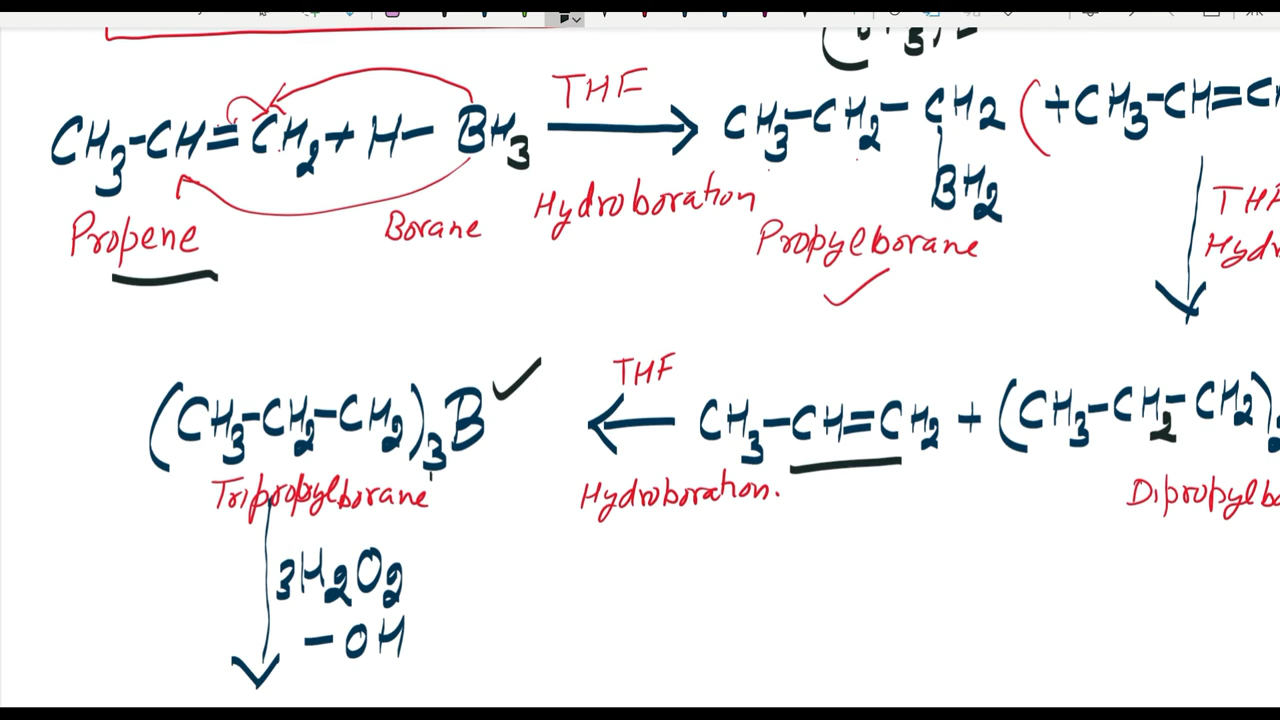 THF
CH3-CH=CH2 + H-BH3 → CH3-CH2-CH2 (+CH3-CH=C
BH2
Hydroboration
Propene Borane Propylborane
THF
(CH3-CH2-CH2)3B ← CH3-CH=CH2 + (CH3-CH2-CH2)2
Tripropylborane Hydroboration.
3H2O2
-OH